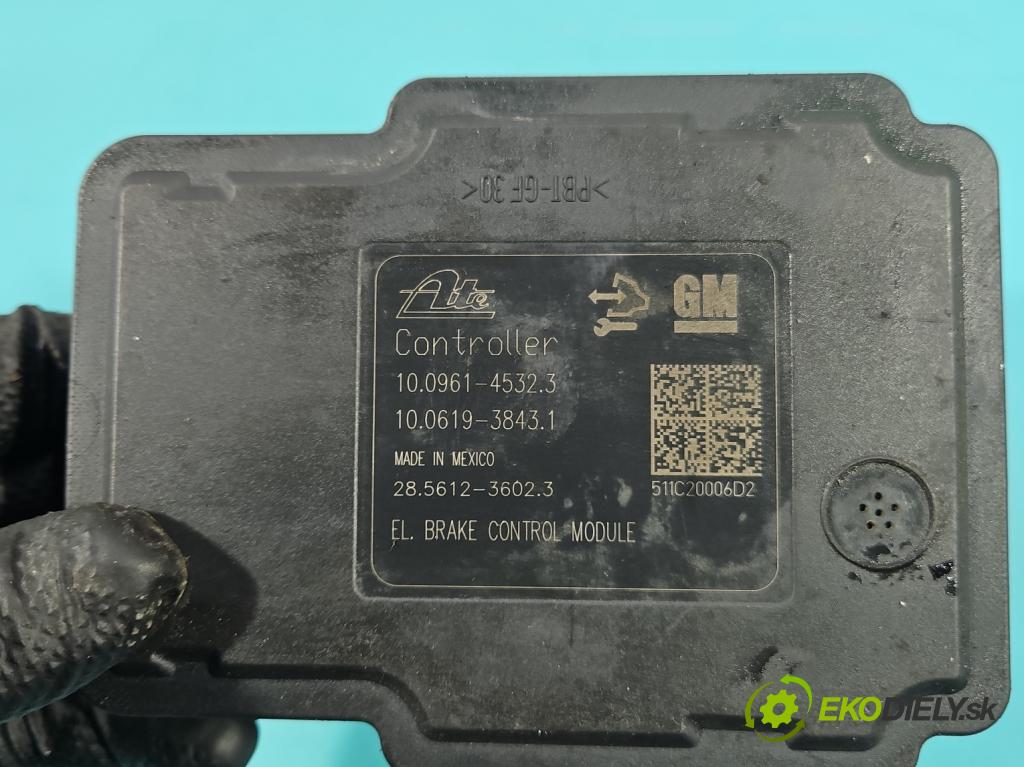 >PBT-GF 30<
Ate
GM
Controller
10.0961-4532.3
10.0619-3843.1
MADE IN MEXICO
28.5612-3602.3
511C20006D2
EL. BRAKE CONTROL MODULE
EKODIELY.sk